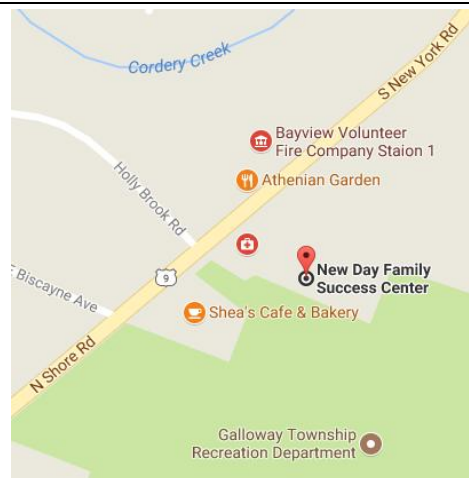 Cordery Creek
S New York Rd
Bayview Volunteer
Fire Company Staion 1
Athenian Garden
Holly Brook Rd
9
New Day Family
Success Center
E Biscayne Ave
Shea's Cafe & Bakery
N Shore Rd
Galloway Township
Recreation Department